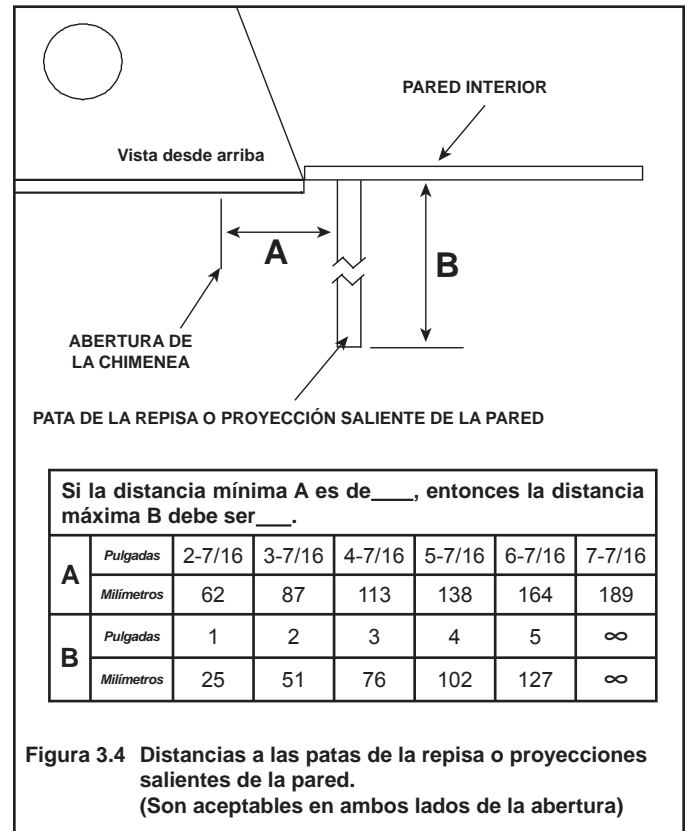 PARED INTERIOR
Vista desde arriba
A
B
ABERTURA DE
LA CHIMENEA
PATA DE LA REPISA O PROYECCIÓN SALIENTE DE LA PARED
Si la distancia mínima A es de____, entonces la distancia
máxima B debe ser___.
A Pulgadas 2-7/16 3-7/16 4-7/16 5-7/16 6-7/16 7-7/16
Milímetros 62 87 113 138 164 189
B Pulgadas 1 2 3 4 5 ∞
Milímetros 25 51 76 102 127 ∞
Figura 3.4 Distancias a las patas de la repisa o proyecciones
salientes de la pared.
(Son aceptables en ambos lados de la abertura)